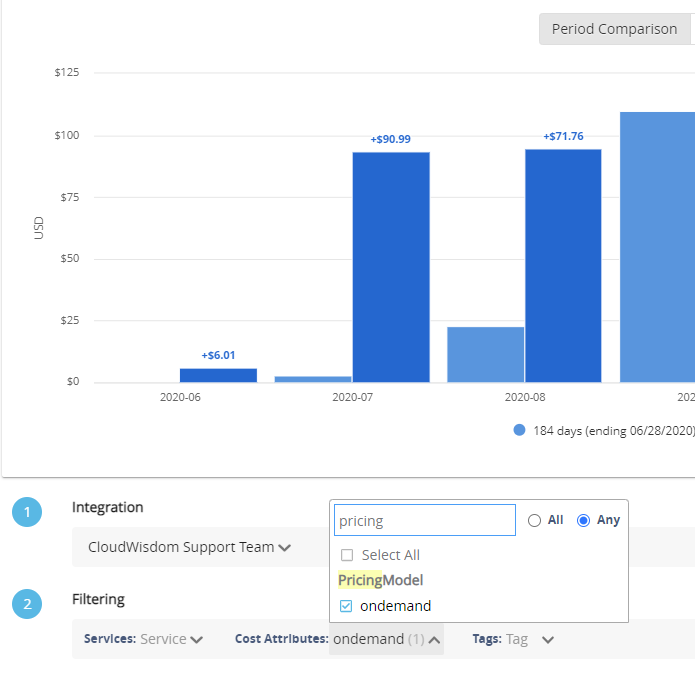 Period Comparison
$125
+$90.99
+$71.76
$100
$75
USD
$50
$25
+$6.01
$0
2020-06
2020-07
2020-08
202
184 days (ending 06/28/2020)
1
Integration
pricing
All
Any
CloudWisdom Support Team
Select All
PricingModel
2
Filtering
ondemand
Services: Service
Cost Attributes: ondemand (1)
Tags: Tag